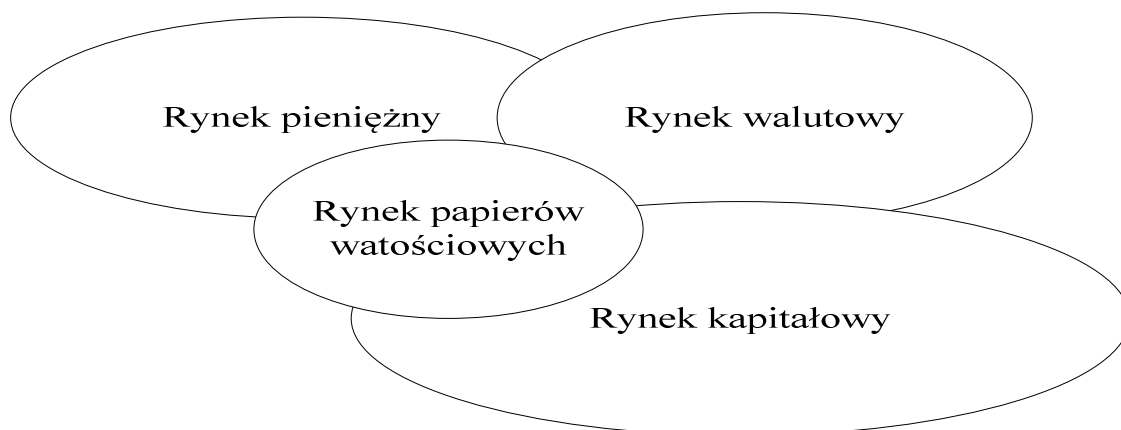 Rynek pieniężny
Rynek walutowy
Rynek papierów
watościowych
Rynek kapitałowy